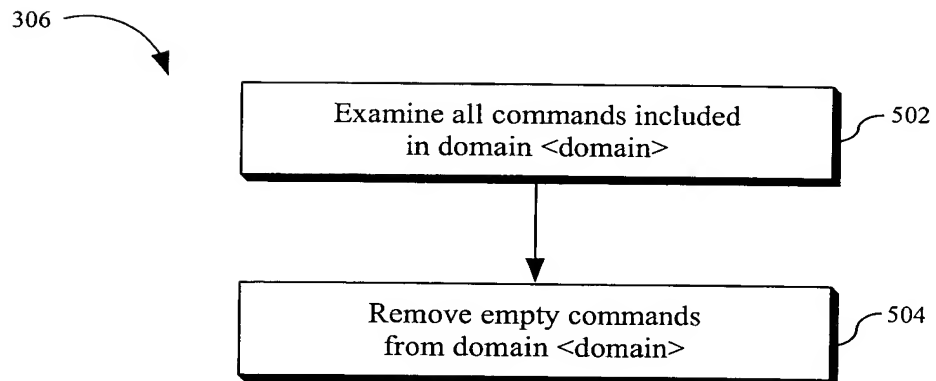 306
Examine all commands included
in domain <domain>
502
Remove empty commands
from domain <domain>
504